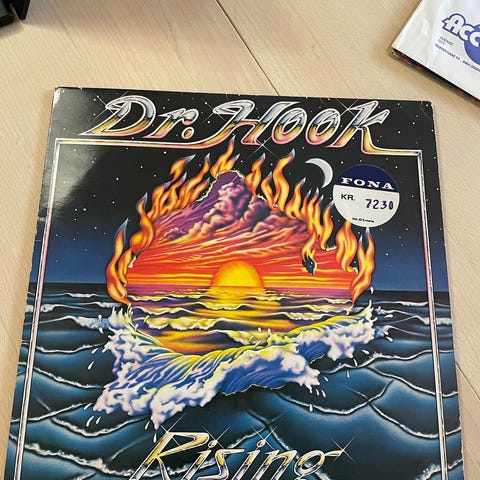 Dr. Hook
FONA
KR. 7230
Rising
ACC